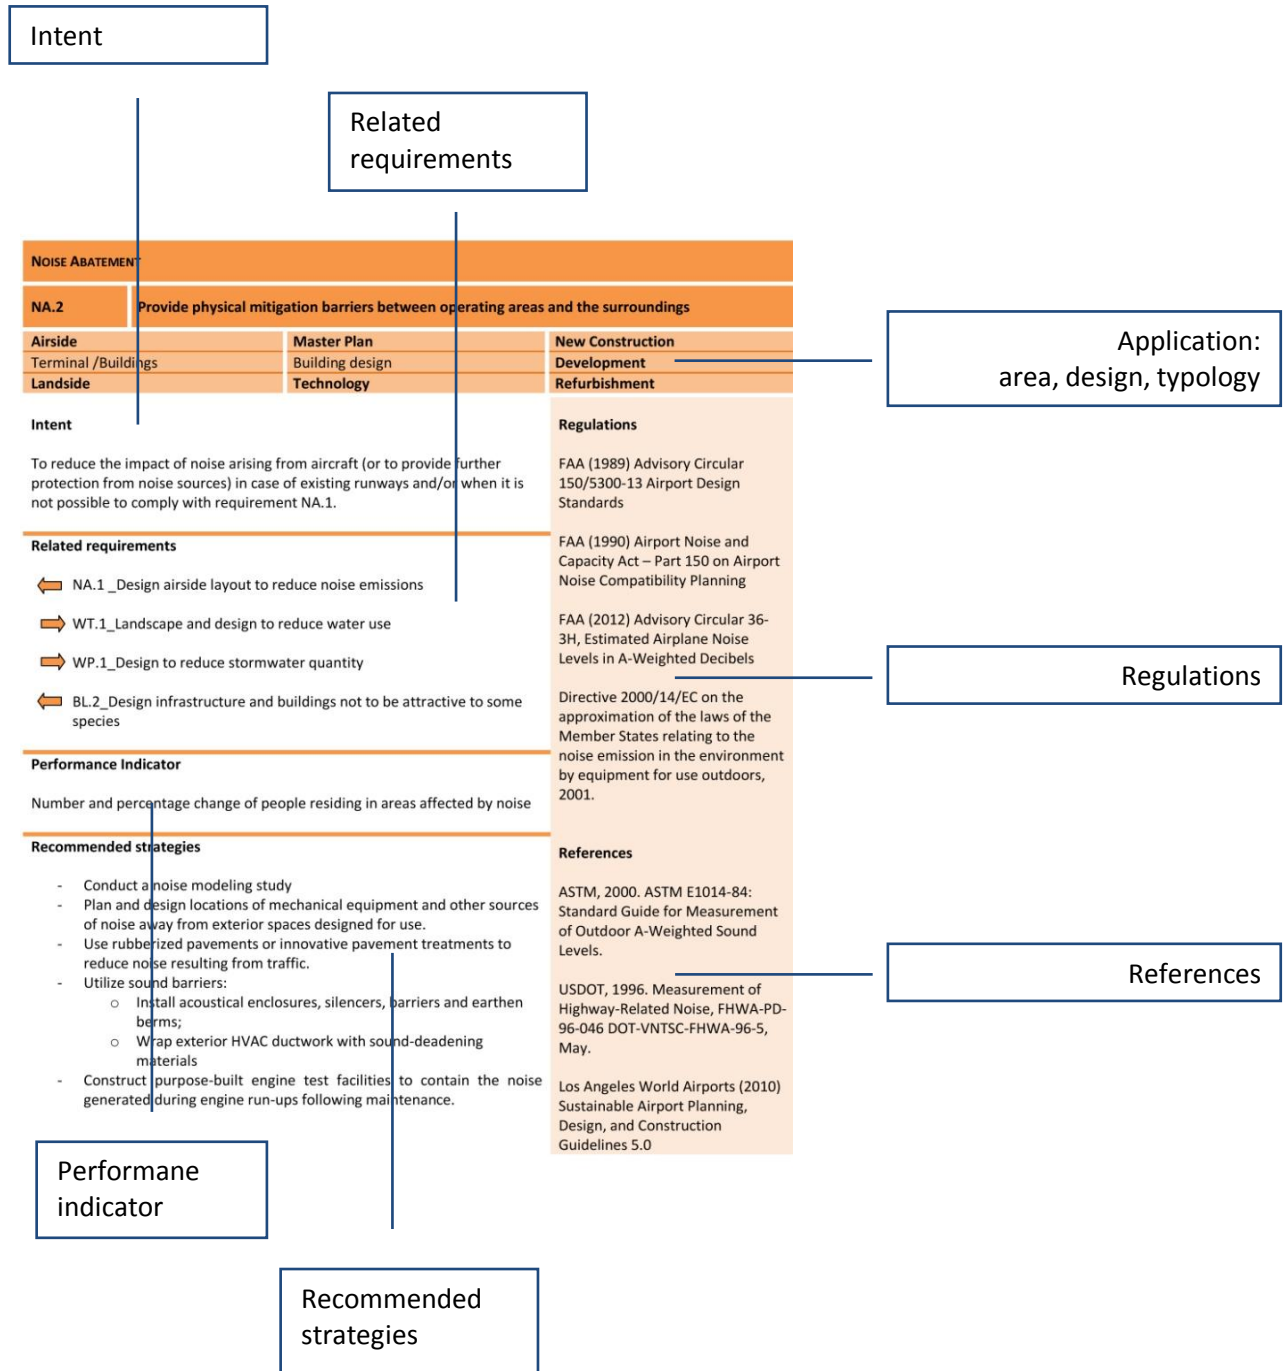 Intent
Related
requirements
NOISE ABATEMENT
NA.2 Provide physical mitigation barriers between operating areas and the surroundings
Airside Master Plan New Construction
Terminal /Buildings Building design Development
Landside Technology Refurbishment
Application:
area, design, typology
Intent
To reduce the impact of noise arising from aircraft (or to provide further
protection from noise sources) in case of existing runways and/or when it is
not possible to comply with requirement NA.1.
Related requirements
NA.1 _Design airside layout to reduce noise emissions
WT.1_Landscape and design to reduce water use
WP.1_Design to reduce stormwater quantity
BL.2_Design infrastructure and buildings not to be attractive to some
species
Performance Indicator
Number and percentage change of people residing in areas affected by noise
Recommended strategies
- Conduct a noise modeling study
- Plan and design locations of mechanical equipment and other sources
of noise away from exterior spaces designed for use.
- Use rubberized pavements or innovative pavement treatments to
reduce noise resulting from traffic.
- Utilize sound barriers:
o Install acoustical enclosures, silencers, barriers and earthen
berms;
o Wrap exterior HVAC ductwork with sound-deadening
materials
- Construct purpose-built engine test facilities to contain the noise
generated during engine run-ups following maintenance.
Regulations
FAA (1989) Advisory Circular
150/5300-13 Airport Design
Standards
FAA (1990) Airport Noise and
Capacity Act – Part 150 on Airport
Noise Compatibility Planning
FAA (2012) Advisory Circular 36-
3H, Estimated Airplane Noise
Levels in A-Weighted Decibels
Directive 2000/14/EC on the
approximation of the laws of the
Member States relating to the
noise emission in the environment
by equipment for use outdoors,
2001.
References
ASTM, 2000. ASTM E1014-84:
Standard Guide for Measurement
of Outdoor A-Weighted Sound
Levels.
USDOT, 1996. Measurement of
Highway-Related Noise, FHWA-PD-
96-046 DOT-VNTSC-FHWA-96-5,
May.
Los Angeles World Airports (2010)
Sustainable Airport Planning,
Design, and Construction
Guidelines 5.0
Regulations
References
Performane
indicator
Recommended
strategies